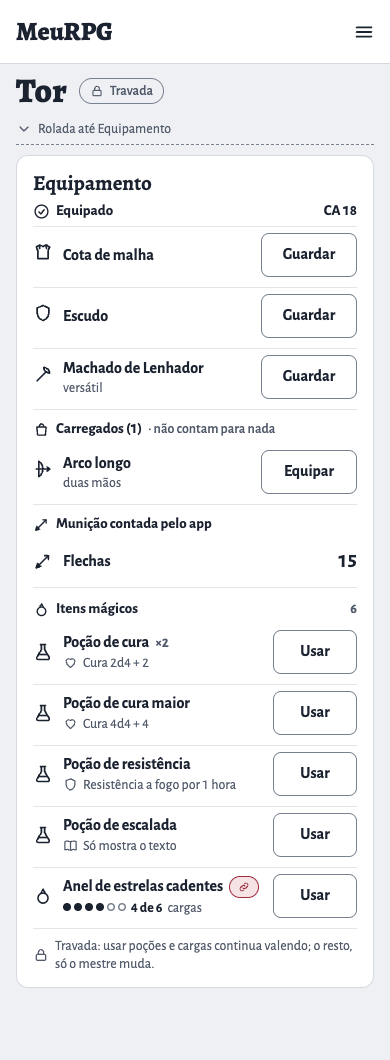 MeuRPG
Tor
Travada
Rolada até Equipamento
Equipamento
Equipado
CA 18
Cota de malha
Guardar
Escudo
Guardar
Machado de Lenhador
versátil
Guardar
Carregados (1) · não contam para nada
Arco longo
duas mãos
Equipar
Munição contada pelo app
Flechas
15
Itens mágicos
6
Poção de cura ×2
Cura 2d4 + 2
Usar
Poção de cura maior
Cura 4d4 + 4
Usar
Poção de resistência
Resistência a fogo por 1 hora
Usar
Poção de escalada
Só mostra o texto
Usar
Anel de estrelas cadentes
4 de 6 cargas
Usar
Travada: usar poções e cargas continua valendo; o resto,
só o mestre muda.